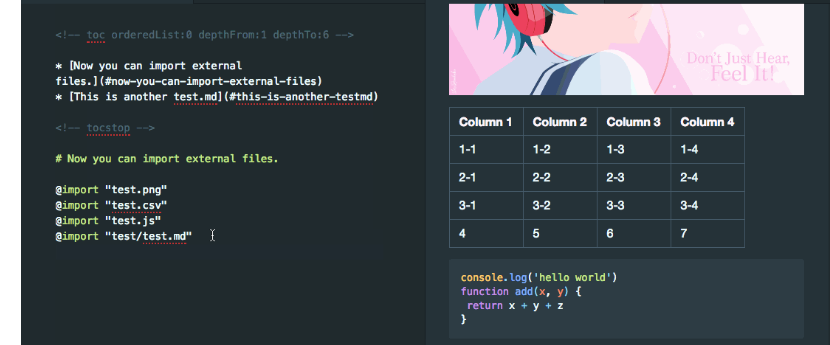 <!-- toc orderedList:0 depthFrom:1 depthTo:6 -->
* [Now you can import external
files.](#now-you-can-import-external-files)
* [This is another test.md](#this-is-another-testmd)
<!-- tocstop -->
# Now you can import external files.
@import "test.png"
@import "test.csv"
@import "test.js"
@import "test/test.md"
Don't Just Hear,
Feel It!
Column 1 Column 2 Column 3 Column 4
1-1 1-2 1-3 1-4
2-1 2-2 2-3 2-4
3-1 3-2 3-3 3-4
4 5 6 7
console.log('hello world')
function add(x, y) {
return x + y + z
}